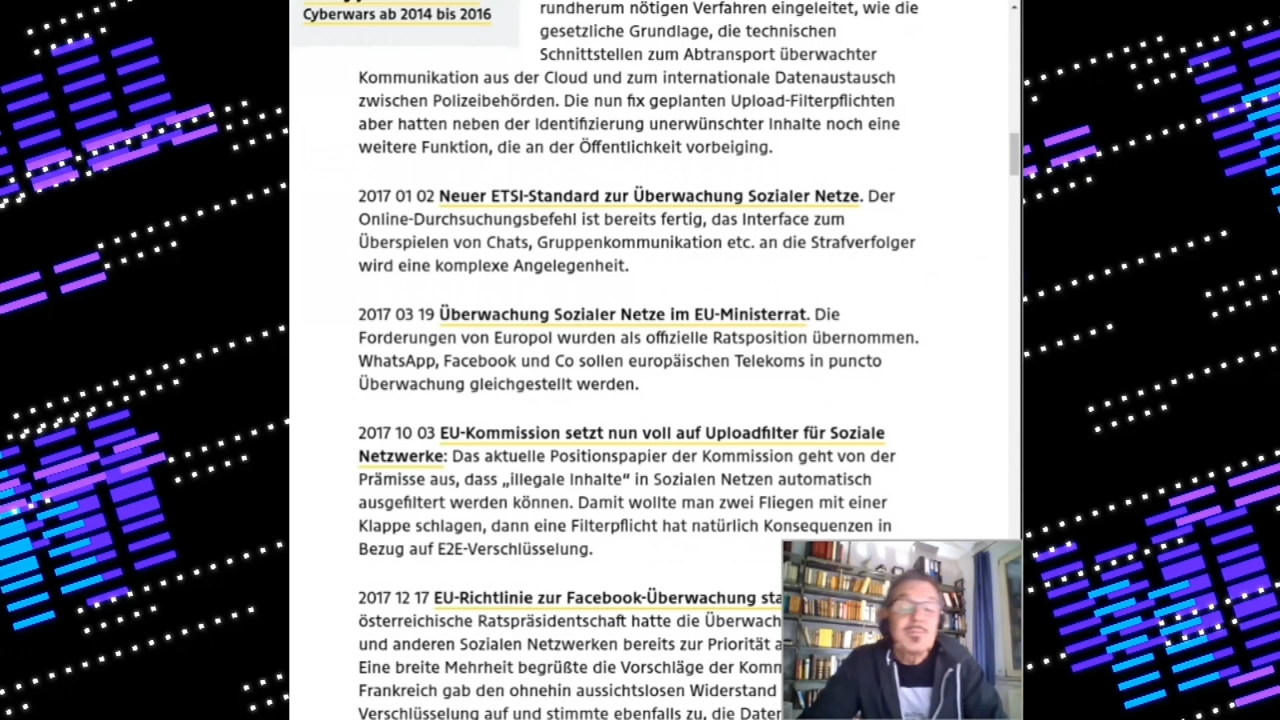 Cyberwars ab 2014 bis 2016
rundherum nötigen Verfahren eingeleitet, wie die
gesetzliche Grundlage, die technischen
Schnittstellen zum Abtransport überwachter
Kommunikation aus der Cloud und zum internationale Datenaustausch
zwischen Polizeibehörden. Die nun fix geplanten Upload-Filterpflichten
aber hatten neben der Identifizierung unerwünschter Inhalte noch eine
weitere Funktion, die an der Öffentlichkeit vorbeiging.
2017 01 02 Neuer ETSI-Standard zur Überwachung Sozialer Netze. Der
Online-Durchsuchungsbefehl ist bereits fertig, das Interface zum
Überspielen von Chats, Gruppenkommunikation etc. an die Strafverfolger
wird eine komplexe Angelegenheit.
2017 03 19 Überwachung Sozialer Netze im EU-Ministerrat. Die
Forderungen von Europol wurden als offizielle Ratsposition übernommen.
WhatsApp, Facebook und Co sollen europäischen Telekoms in puncto
Überwachung gleichgestellt werden.
2017 10 03 EU-Kommission setzt nun voll auf Uploadfilter für Soziale
Netzwerke: Das aktuelle Positionspapier der Kommission geht von der
Prämisse aus, dass „illegale Inhalte“ in Sozialen Netzen automatisch
ausgefiltert werden können. Damit wollte man zwei Fliegen mit einer
Klappe schlagen, dann eine Filterpflicht hat natürlich Konsequenzen in
Bezug auf E2E-Verschlüsselung.
2017 12 17 EU-Richtlinie zur Facebook-Überwachung sta
österreichische Ratspräsidentschaft hatte die Überwach
und anderen Sozialen Netzwerken bereits zur Priorität a
Eine breite Mehrheit begrüßte die Vorschläge der Komm
Frankreich gab den ohnehin aussichtslosen Widerstand
Verschlüsselung auf und stimmte ebenfalls zu, die Daten